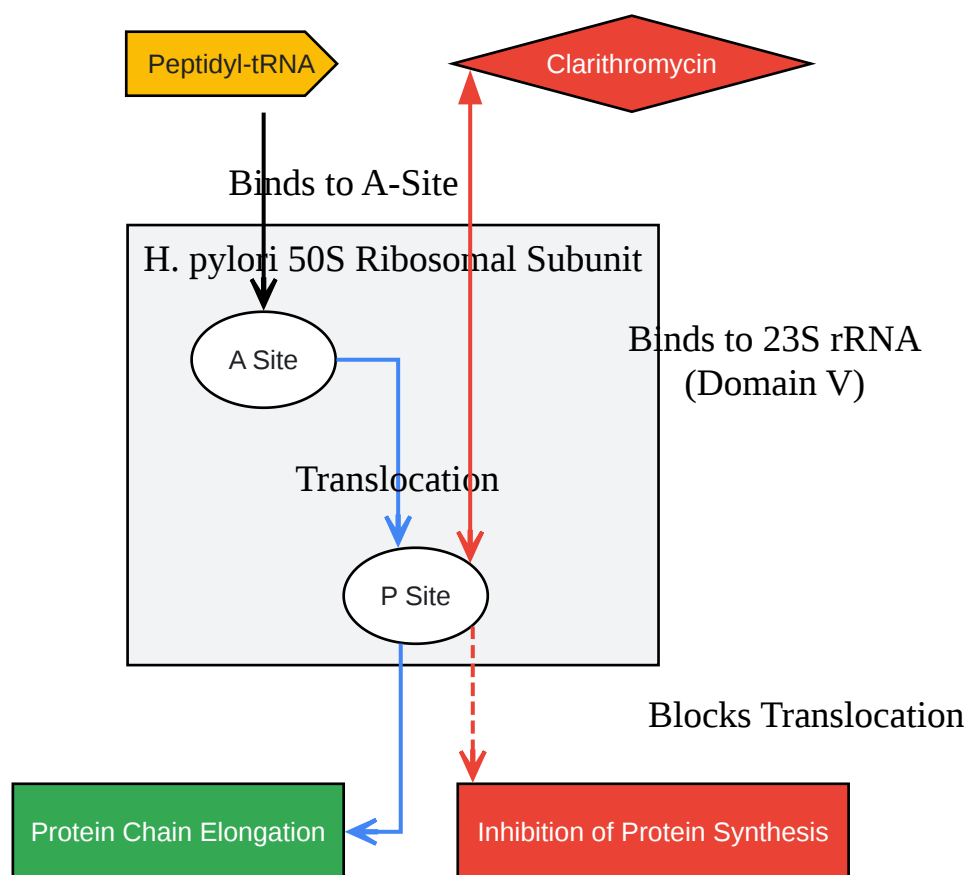 Peptidyl-tRNA
Clarithromycin
Binds to A-Site
H. pylori 50S Ribosomal Subunit
Binds to 23S rRNA
(Domain V)
A Site
Translocation
P Site
Blocks Translocation
Protein Chain Elongation
Inhibition of Protein Synthesis